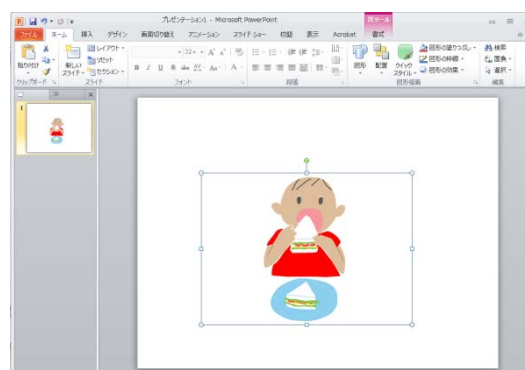 プレゼンテーション1 - Microsoft PowerPoint
図ツール
ファイル ホーム 挿入 デザイン 画面切り替え アニメーション スライド ショー 校閲 表示 Acrobat 書式
貼り付け
新しい
スライド
レイアウト
リセット
セクション
32
A A
B I U S abc AV Aa A
図形
配置
クイック
スタイル
図形の塗りつぶし
図形の枠線
図形の効果
検索
置換
選択
クリップボード スライド フォント 段落 図形描画 編集
1